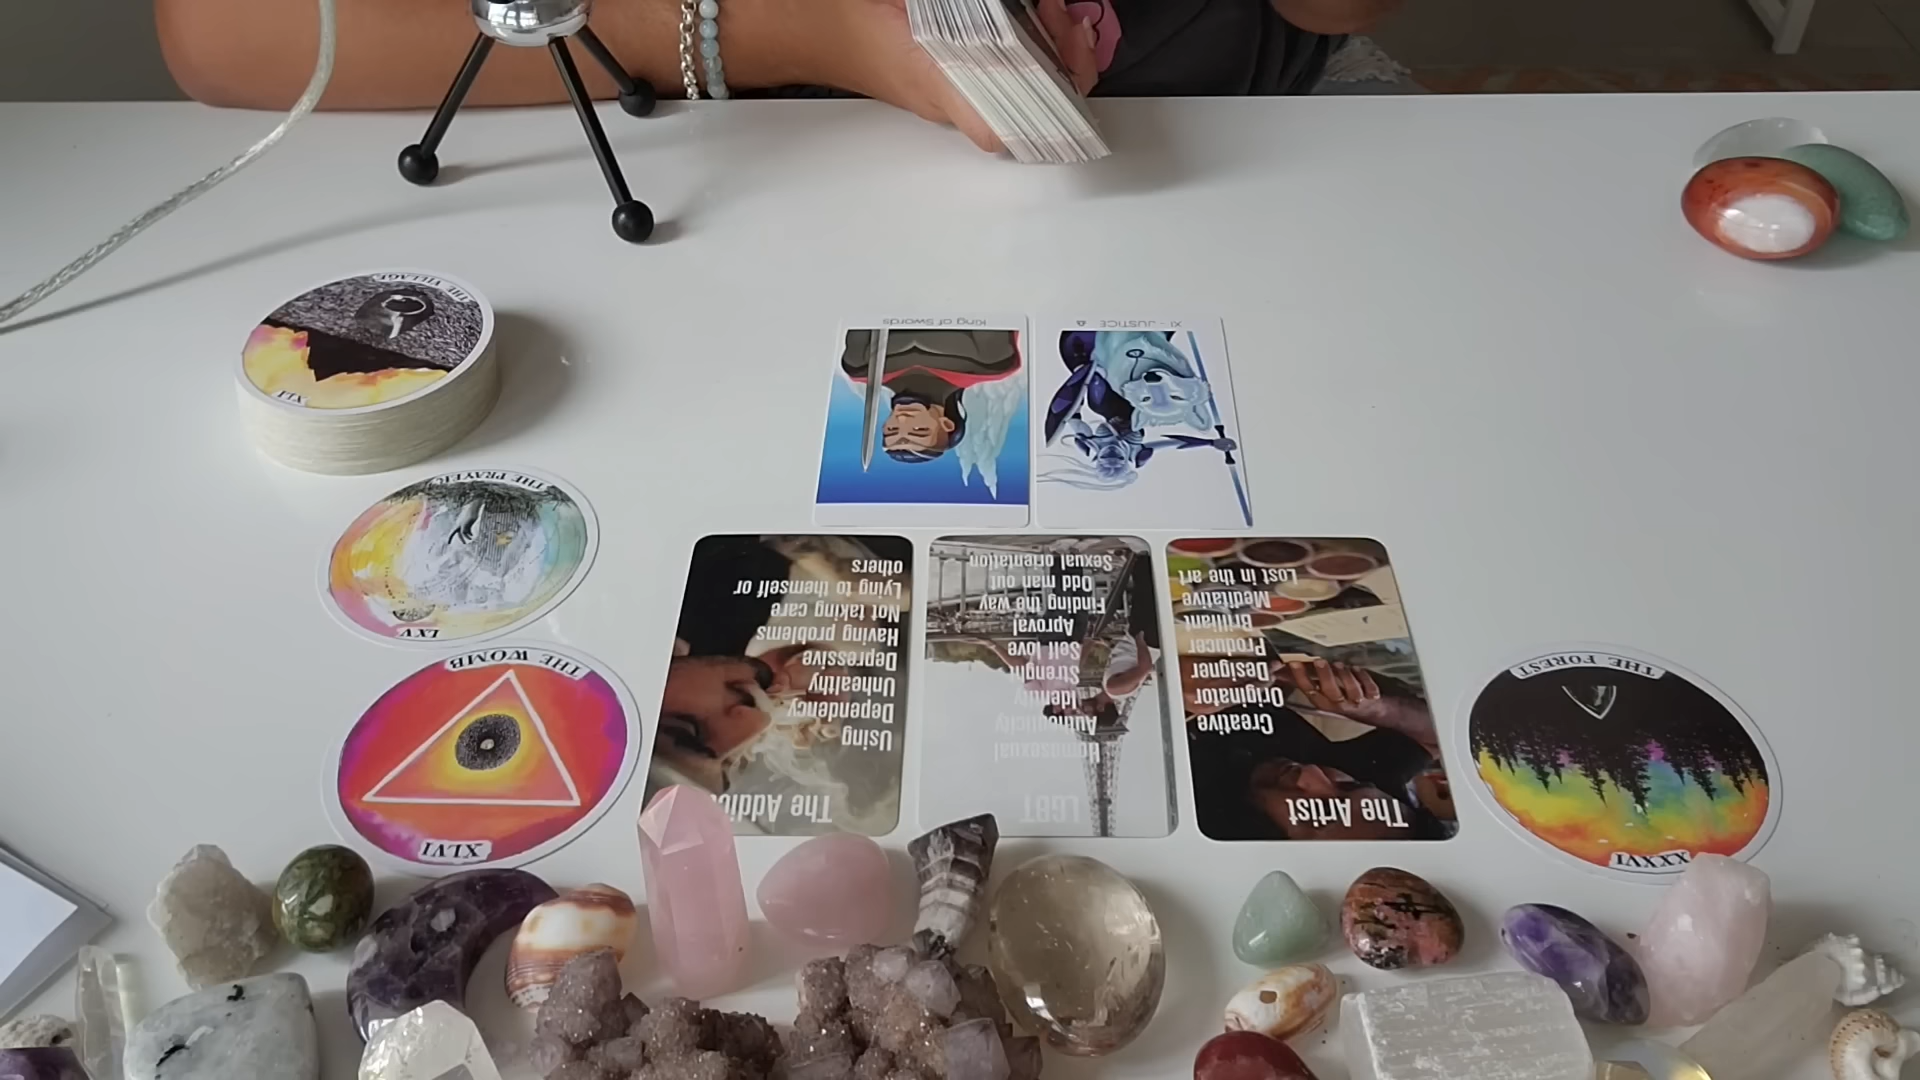 THE VILLAGE
XLI
THE PRAYER
LXV
THE WOMB
XLVI
King of Swords
XI - JUSTICE ♎
The Addic
Using
Dependency
Unhealthy
Depressive
Having problems
Not taking care
Lying to themself or
others
LGBT
Homosexual
Authenticity
Identity
Strenght
Self love
Aproval
Finding the way
Odd man out
Sexual orientation
The Artist
Creative
Originator
Designer
Producer
Brilliant
Meditative
Lost in the art
THE FOREST
XXXVI